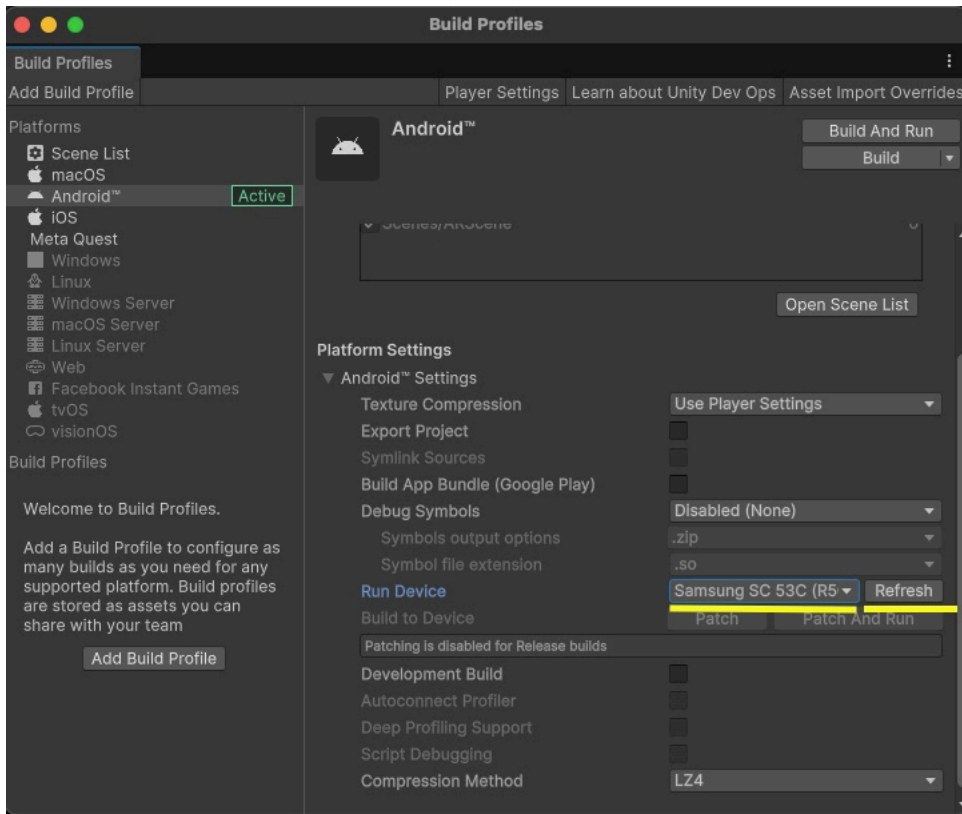 Build Profiles
Build Profiles
Add Build Profile
Player Settings
Learn about Unity Dev Ops
Asset Import Overrides
Platforms
Scene List
macOS
Android™ Active
iOS
Meta Quest
Windows
Linux
Windows Server
macOS Server
Linux Server
Web
Facebook Instant Games
tvOS
visionOS
Build Profiles
Welcome to Build Profiles.
Add a Build Profile to configure as
many builds as you need for any
supported platform. Build profiles
are stored as assets you can
share with your team
Add Build Profile
Android™
Build And Run
Build
Scenes/ARScene 0
Open Scene List
Platform Settings
Android™ Settings
Texture Compression Use Player Settings
Export Project
Symlink Sources
Build App Bundle (Google Play)
Debug Symbols Disabled (None)
Symbols output options .zip
Symbol file extension .so
Run Device Samsung SC 53C (R5 Refresh
Build to Device Patch Patch And Run
Patching is disabled for Release builds
Development Build
Autoconnect Profiler
Deep Profiling Support
Script Debugging
Compression Method LZ4